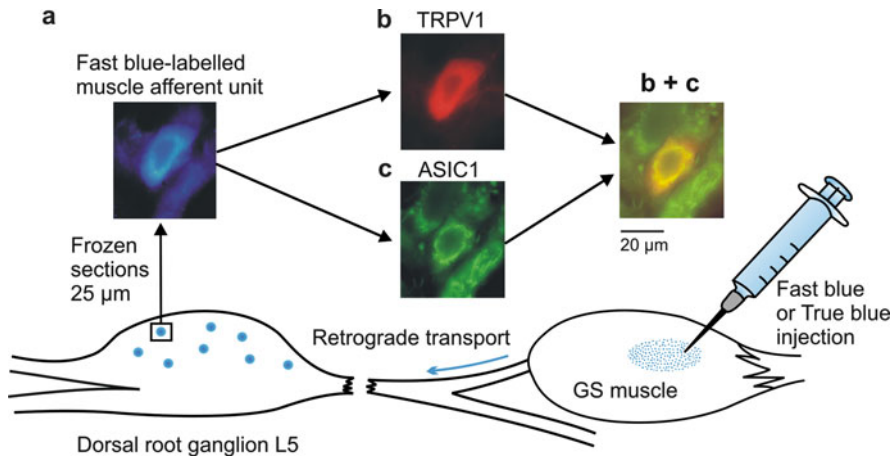 a
Fast blue-labelled
muscle afferent unit
b
TRPV1
c
ASIC1
b + c
20 µm
Frozen
sections
25 µm
Retrograde transport
Fast blue
or True blue
injection
GS muscle
Dorsal root ganglion L5